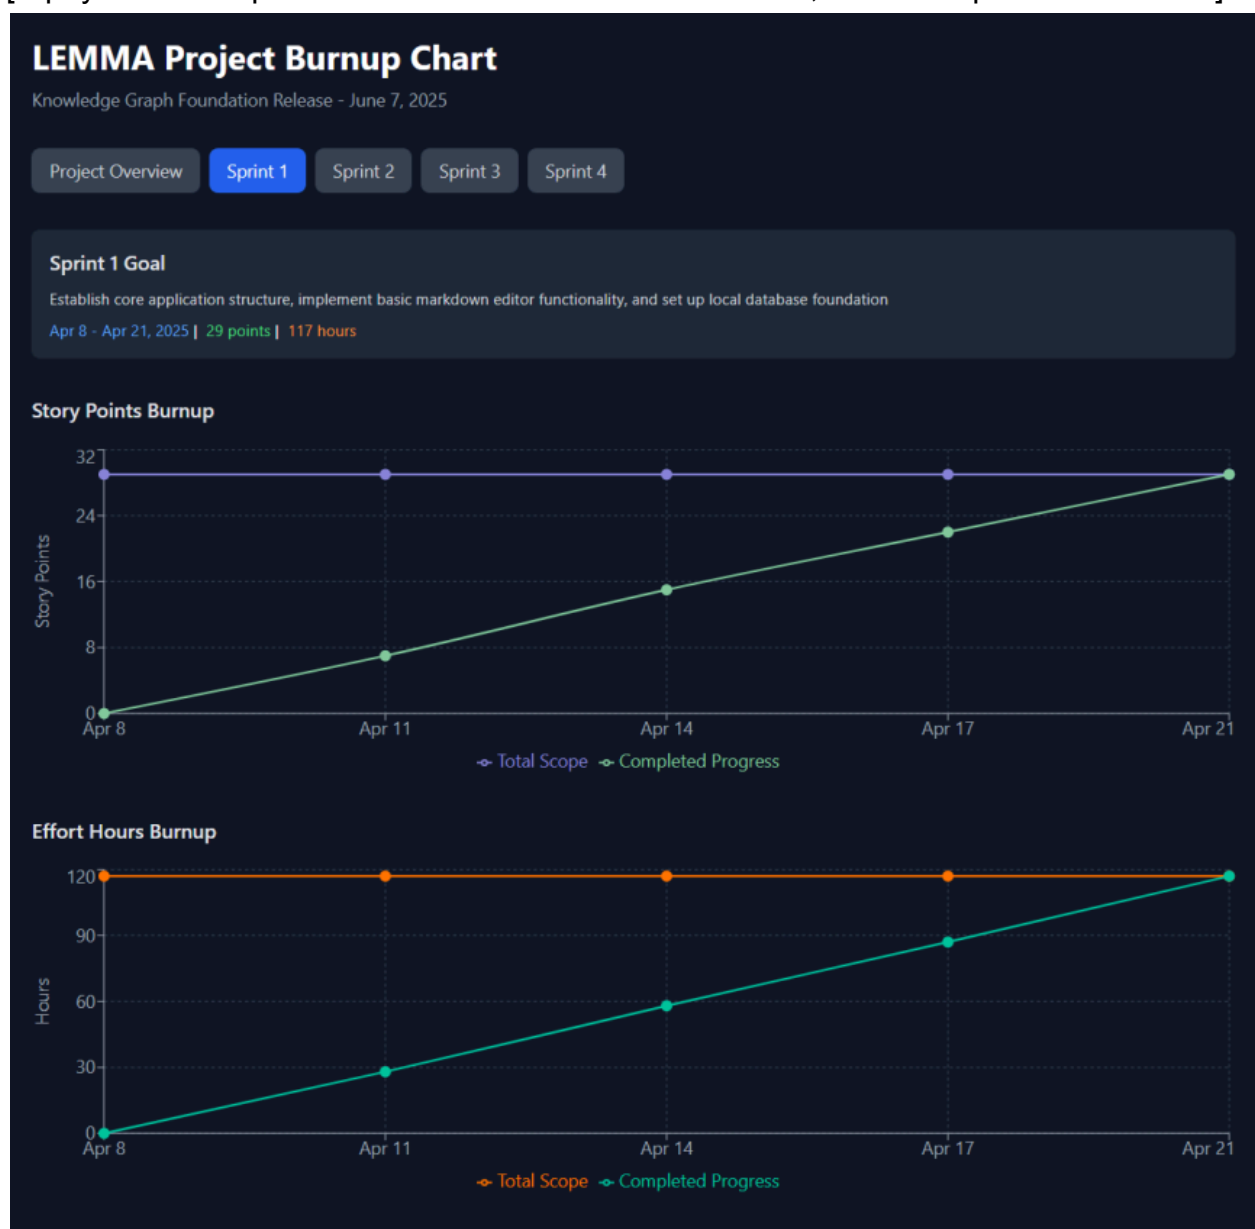 LEMMA Project Burnup Chart
Knowledge Graph Foundation Release - June 7, 2025
Project Overview Sprint 1 Sprint 2 Sprint 3 Sprint 4
Sprint 1 Goal
Establish core application structure, implement basic markdown editor functionality, and set up local database foundation
Apr 8 - Apr 21, 2025 | 29 points | 117 hours
Story Points Burnup
32
24
16
8
0
Story Points
Apr 8 Apr 11 Apr 14 Apr 17 Apr 21
Total Scope Completed Progress
Effort Hours Burnup
120
90
60
30
0
Hours
Apr 8 Apr 11 Apr 14 Apr 17 Apr 21
Total Scope Completed Progress